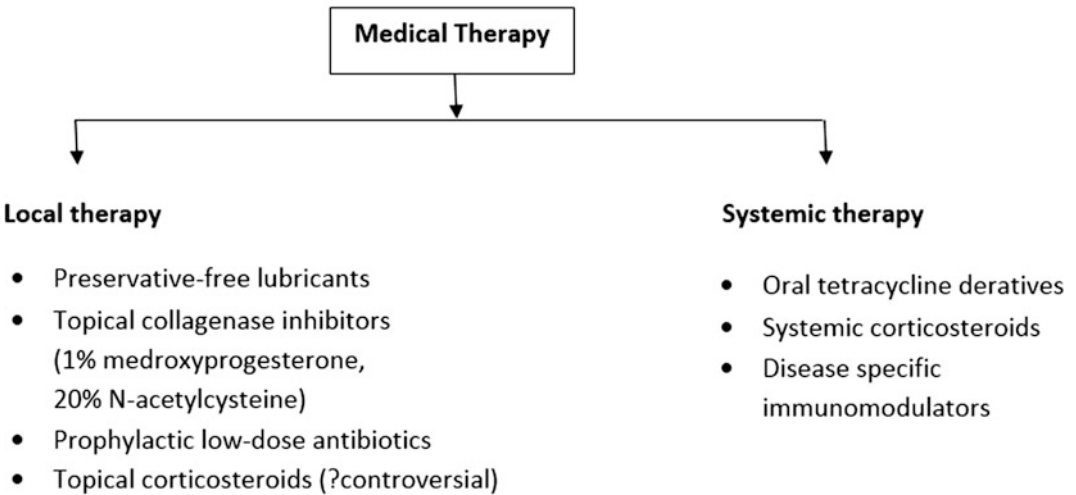 Medical Therapy
Local therapy
• Preservative-free lubricants
• Topical collagenase inhibitors
(1% medroxyprogesterone,
20% N-acetylcysteine)
• Prophylactic low-dose antibiotics
• Topical corticosteroids (?controversial)
Systemic therapy
• Oral tetracycline deratives
• Systemic corticosteroids
• Disease specific
immunomodulators